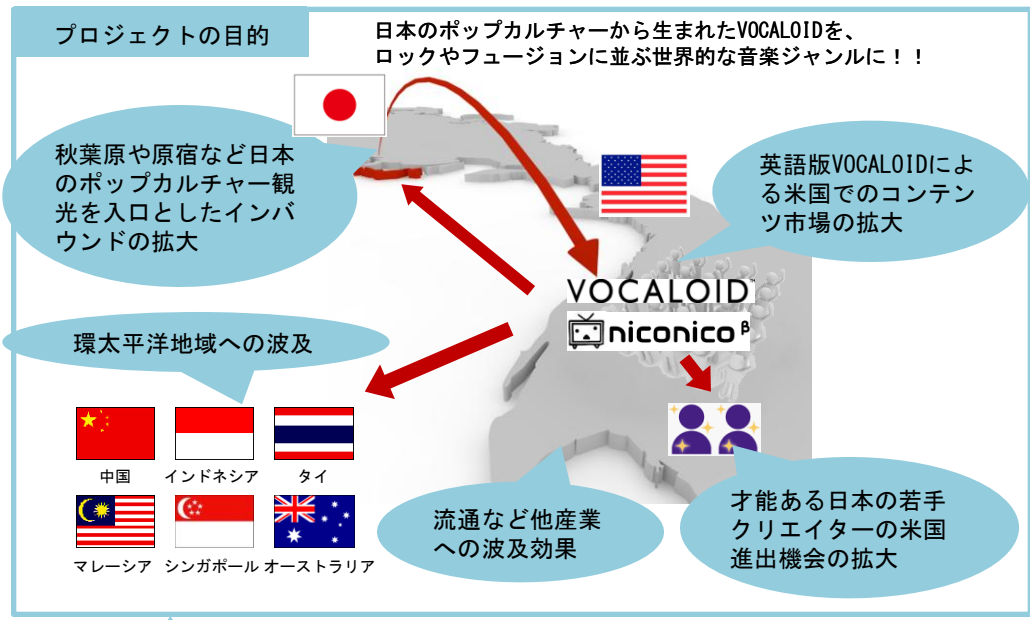 プロジェクトの目的
日本のポップカルチャーから生まれたVOCALOIDを、
ロックやフュージョンに並ぶ世界的な音楽ジャンルに！！
秋葉原や原宿など日本
のポップカルチャー観
光を入口としたインバ
ウンドの拡大
英語版VOCALOIDによ
る米国でのコンテン
ツ市場の拡大
VOCALOID™
niconico β
環太平洋地域への波及
中国
インドネシア
タイ
マレーシア
シンガポール
オーストラリア
流通など他産業
への波及効果
才能ある日本の若手
クリエイターの米国
進出機会の拡大